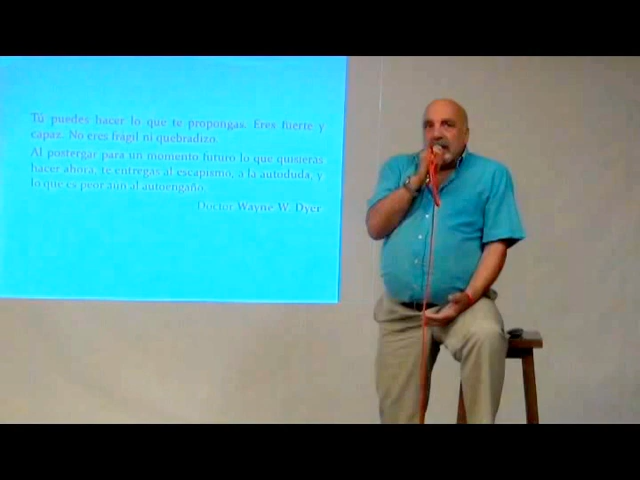 Tú puedes hacer lo que te propongas. Eres fuerte y
capaz. No eres frágil ni quebradizo.
Al postergar para un momento futuro lo que quisieras
hacer ahora, te entregas al escapismo, a la autoduda, y
lo que es peor aún al autoengaño.
Doctor Wayne W. Dyer